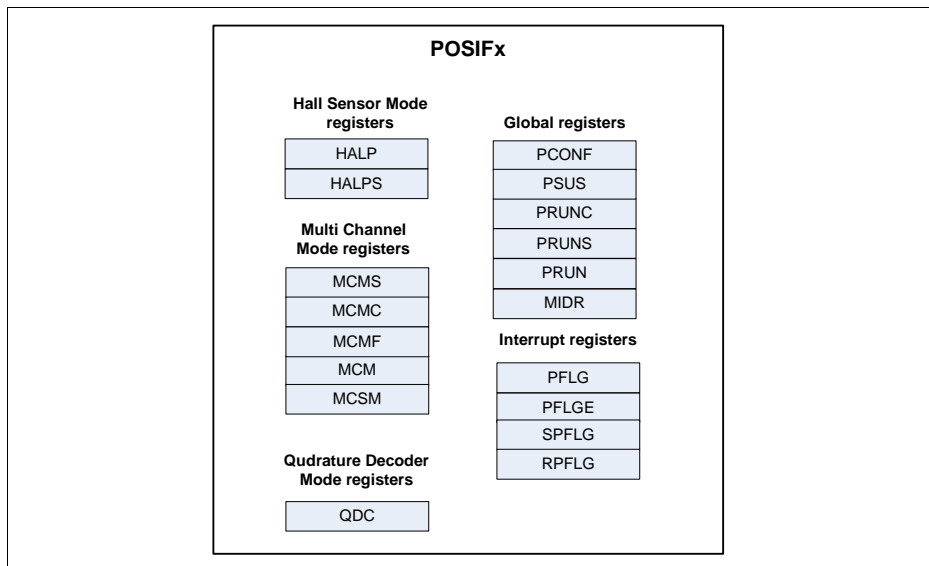 POSIFx
Hall Sensor Mode
registers
HALP
HALPS
Multi Channel
Mode registers
MCMS
MCMC
MCMF
MCM
MCSM
Qudrature Decoder
Mode registers
QDC
Global registers
PCONF
PSUS
PRUNC
PRUNS
PRUN
MIDR
Interrupt registers
PFLG
PFLGE
SPFLG
RPFLG